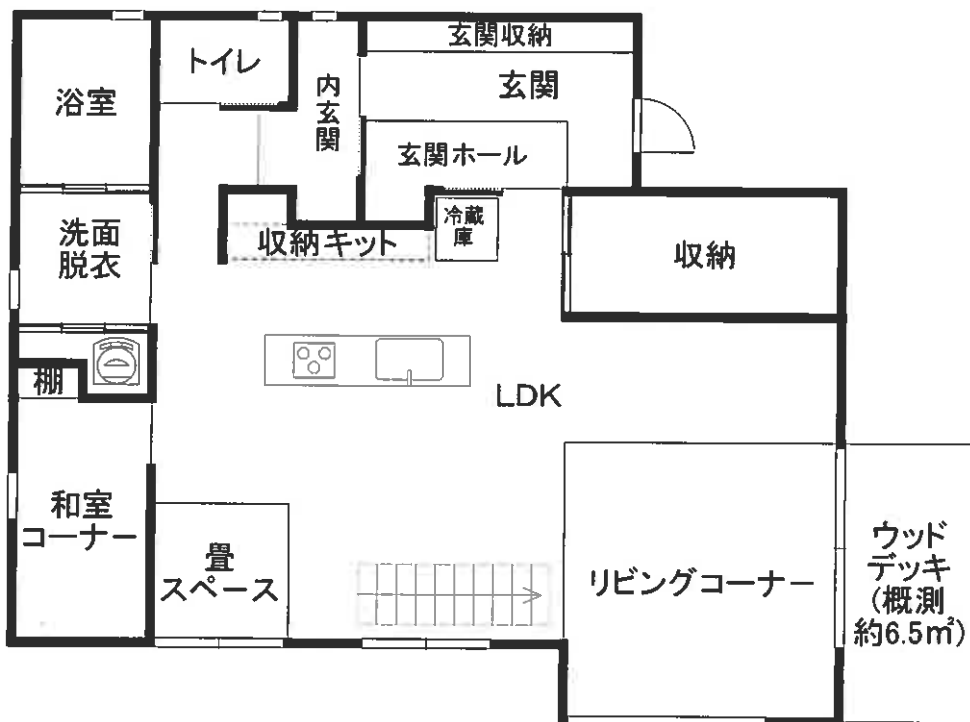 玄関収納
トイレ
玄関
浴室
内玄関
玄関ホール
冷蔵
庫
洗面
脱衣
収納キット
収納
棚
LDK
和室
コーナー
畳
スペース
リビングコーナー
ウッド
デッキ
(概測
約6.5㎡)